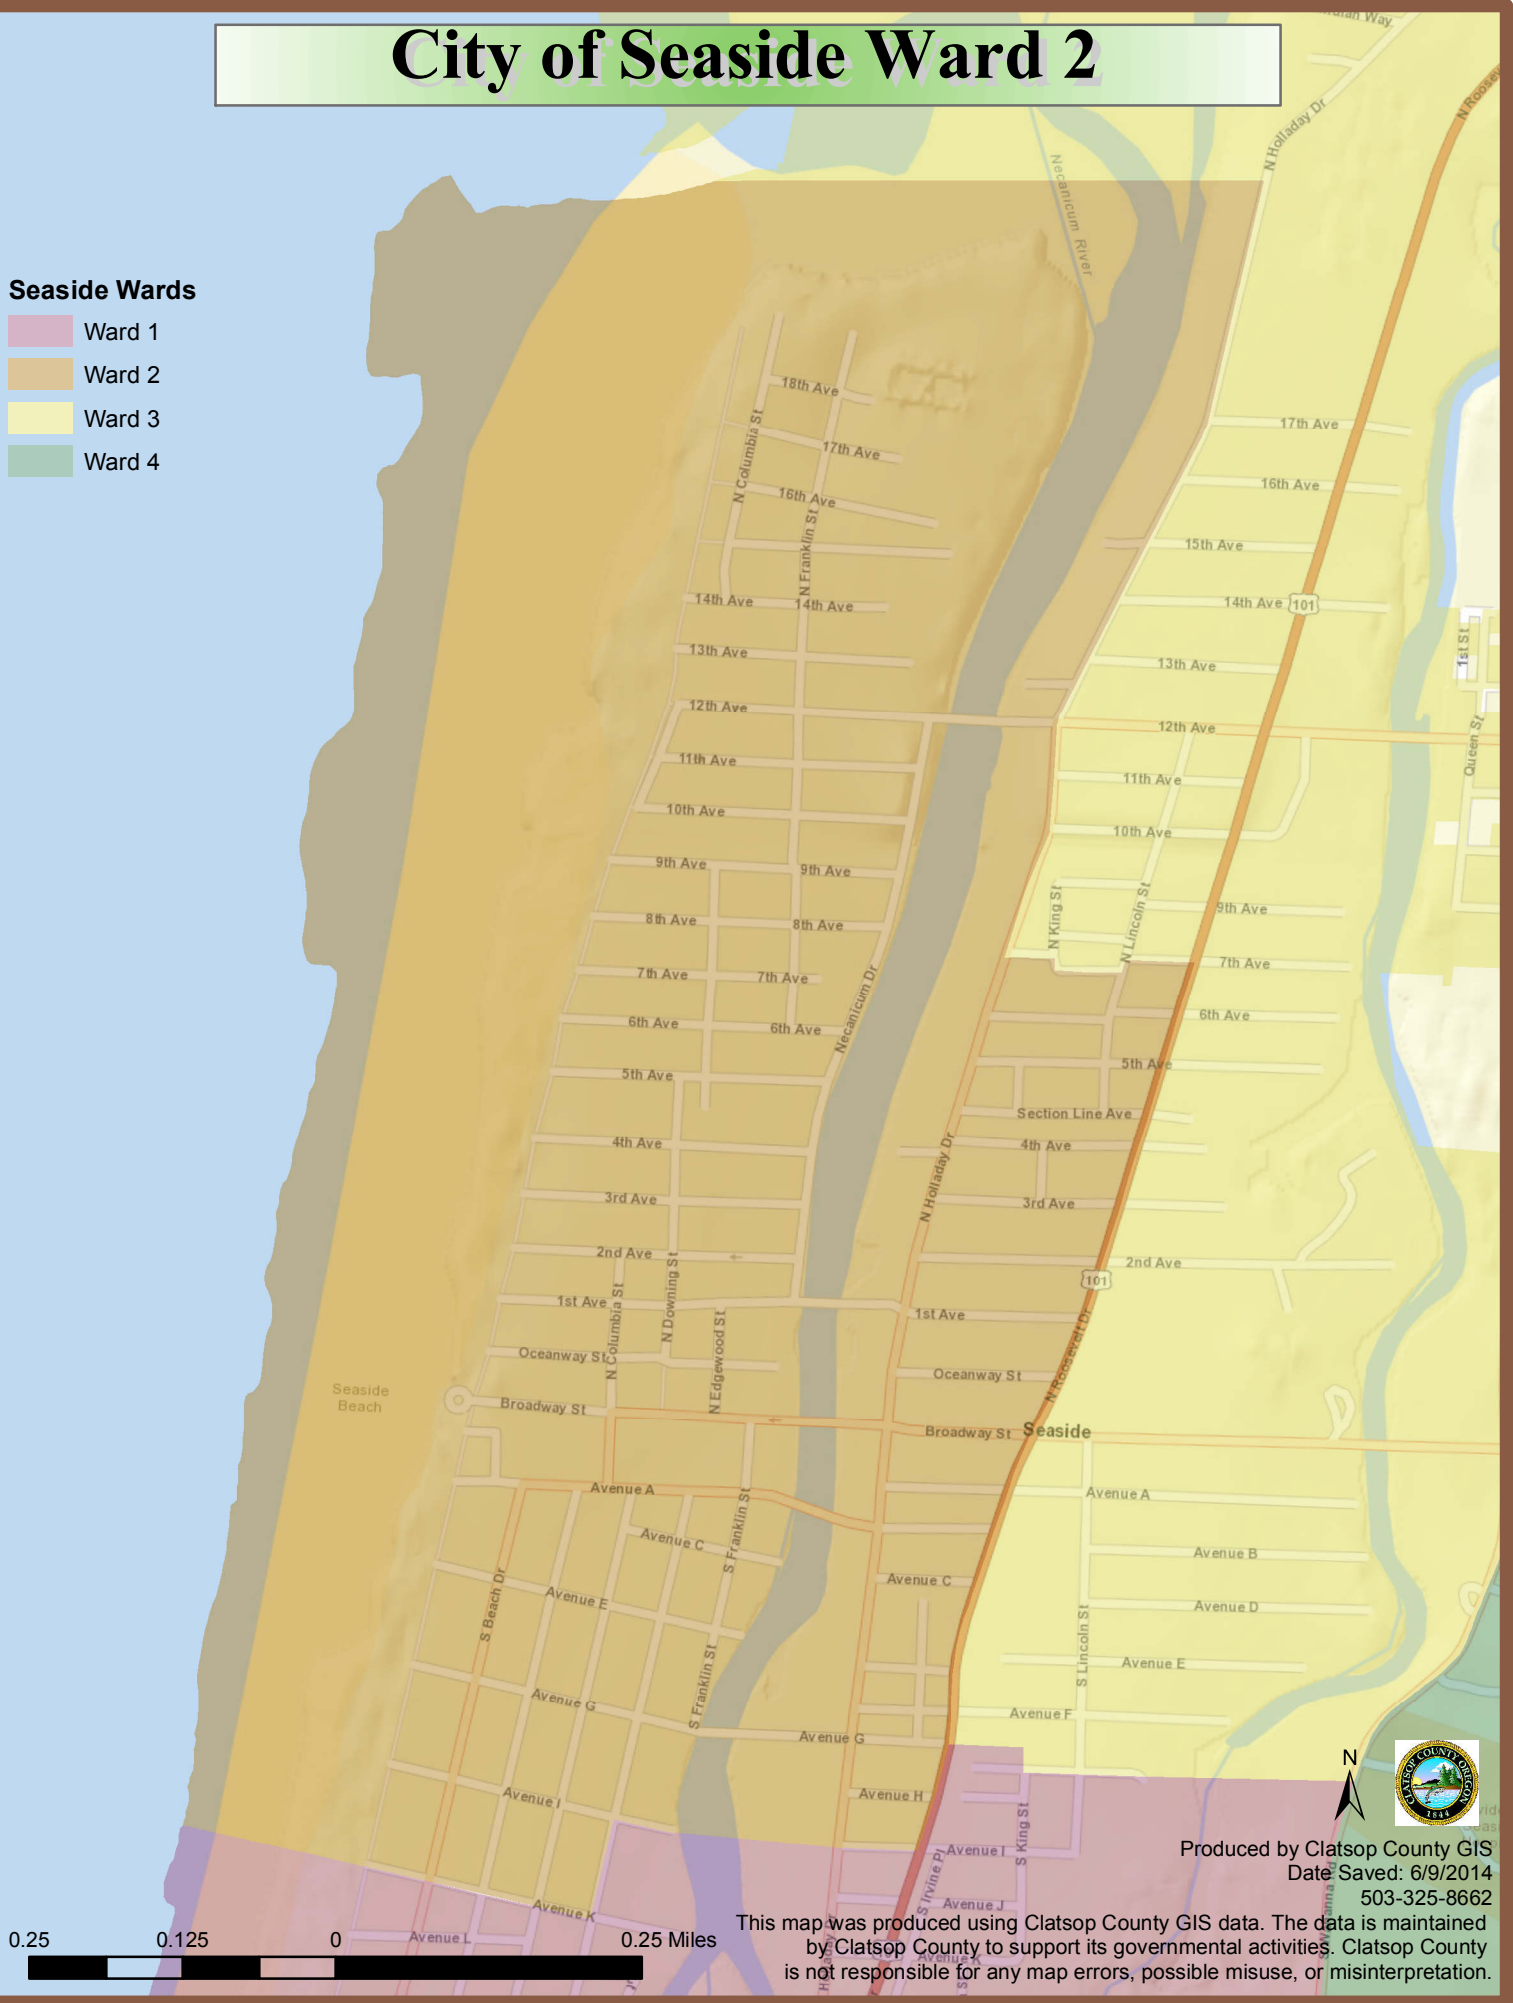 City of Seaside Ward 2
Seaside Wards
Ward 1
Ward 2
Ward 3
Ward 4
N Holladay Dr
Necanicum River
18th Ave
17th Ave
17th Ave
N Columbia St
16th Ave
16th Ave
N Franklin St
15th Ave
14th Ave
14th Ave
14th Ave
101
13th Ave
13th Ave
1st St
12th Ave
12th Ave
Queen St
11th Ave
11th Ave
10th Ave
10th Ave
9th Ave
9th Ave
9th Ave
N King St
N Lincoln St
8th Ave
8th Ave
7th Ave
7th Ave
7th Ave
Necanicum Dr
6th Ave
6th Ave
6th Ave
5th Ave
5th Ave
Section Line Ave
4th Ave
4th Ave
N Holladay Dr
3rd Ave
3rd Ave
2nd Ave
2nd Ave
101
1st Ave
1st Ave
N Columbia St
N Downing St
N Edgewood St
N Roosevelt Dr
Oceanway St
Oceanway St
Seaside
Beach
Broadway St
Broadway St
Seaside
Avenue A
Avenue A
S Franklin St
Avenue C
Avenue B
Avenue C
Avenue E
Avenue D
S Beach Dr
S Lincoln St
Avenue E
S Franklin St
Avenue G
Avenue F
Avenue G
N
CLATSOP COUNTY OREGON
1844
Avenue H
Avenue I
Avenue I
S King St
S Irvine Pl
Avenue J
Avenue K
Avenue L
Avenue K
Produced by Clatsop County GIS
Date Saved: 6/9/2014
503-325-8662
This map was produced using Clatsop County GIS data. The data is maintained
by Clatsop County to support its governmental activities. Clatsop County
is not responsible for any map errors, possible misuse, or misinterpretation.
0.25 0.125 0 0.25 Miles